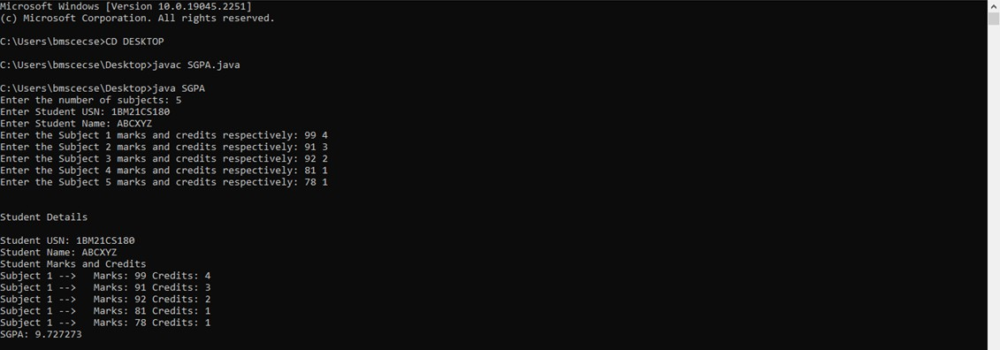 Microsoft Windows [Version 10.0.19045.2251]
(c) Microsoft Corporation. All rights reserved.
C:\Users\bmscecse>CD DESKTOP
C:\Users\bmscecse\Desktop>javac SGPA.java
C:\Users\bmscecse\Desktop>java SGPA
Enter the number of subjects: 5
Enter Student USN: 1BM21CS180
Enter Student Name: ABCXYZ
Enter the Subject 1 marks and credits respectively: 99 4
Enter the Subject 2 marks and credits respectively: 91 3
Enter the Subject 3 marks and credits respectively: 92 2
Enter the Subject 4 marks and credits respectively: 81 1
Enter the Subject 5 marks and credits respectively: 78 1
Student Details
Student USN: 1BM21CS180
Student Name: ABCXYZ
Student Marks and Credits
Subject 1 -->   Marks: 99 Credits: 4
Subject 1 -->   Marks: 91 Credits: 3
Subject 1 -->   Marks: 92 Credits: 2
Subject 1 -->   Marks: 81 Credits: 1
Subject 1 -->   Marks: 78 Credits: 1
SGPA: 9.727273